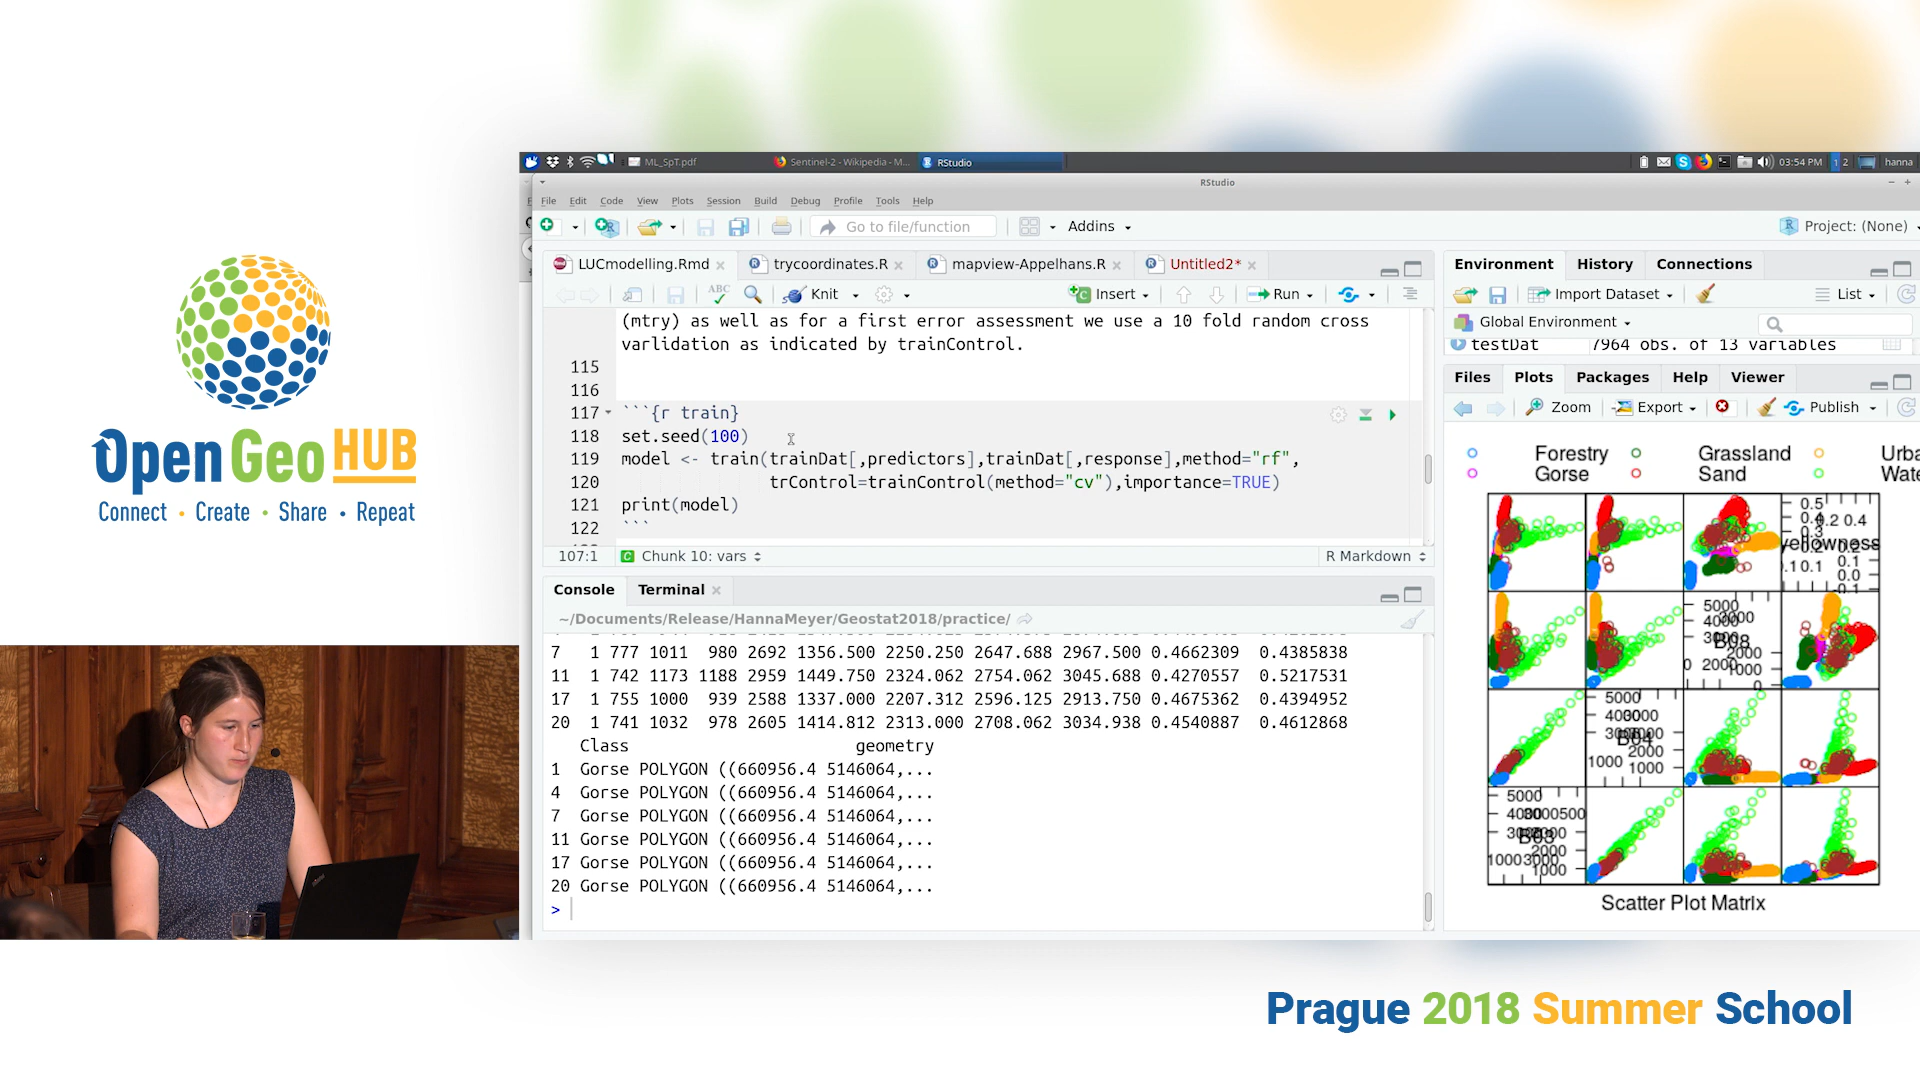 Open Geo HUB
Connect • Create • Share • Repeat
ML_SpT.pdf
Sentinel-2 - Wikipedia - M...
RStudio
03:54 PM
1 2
hanna
RStudio
File Edit Code View Plots Session Build Debug Profile Tools Help
Go to file/function
Addins
Project: (None)
LUCmodelling.Rmd
trycoordinates.R
mapview-Appelhans.R
Untitled2*
ABC
Knit
Insert
Run
(mtry) as well as for a first error assessment we use a 10 fold random cross
varlidation as indicated by trainControl.
115
116
117 ```{r train}
118 set.seed(100)
119 model <- train(trainDat[,predictors],trainDat[,response],method="rf",
120 trControl=trainControl(method="cv"),importance=TRUE)
121 print(model)
122 ```
107:1
Chunk 10: vars
R Markdown
Console
Terminal
~/Documents/Release/HannaMeyer/Geostat2018/practice/
7 1 777 1011 980 2692 1356.500 2250.250 2647.688 2967.500 0.4662309 0.4385838
11 1 742 1173 1188 2959 1449.750 2324.062 2754.062 3045.688 0.4270557 0.5217531
17 1 755 1000 939 2588 1337.000 2207.312 2596.125 2913.750 0.4675362 0.4394952
20 1 741 1032 978 2605 1414.812 2313.000 2708.062 3034.938 0.4540887 0.4612868
Class geometry
1 Gorse POLYGON ((660956.4 5146064,...
4 Gorse POLYGON ((660956.4 5146064,...
7 Gorse POLYGON ((660956.4 5146064,...
11 Gorse POLYGON ((660956.4 5146064,...
17 Gorse POLYGON ((660956.4 5146064,...
20 Gorse POLYGON ((660956.4 5146064,...
>
Environment
History
Connections
Import Dataset
List
Global Environment
testDat 7964 obs. of 13 variables
Files
Plots
Packages
Help
Viewer
Zoom
Export
Publish
Forestry
Grassland
Urba
Gorse
Sand
Wate
yellowness
B08
B04
B03
Scatter Plot Matrix
Prague 2018 Summer School